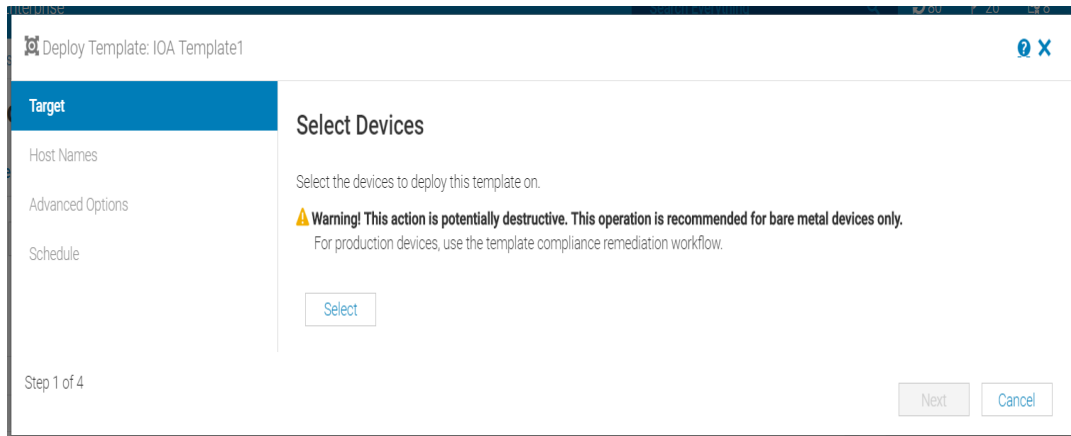 Deploy Template: IOA Template1
Target
Host Names
Advanced Options
Schedule
Select Devices
Select the devices to deploy this template on.
Warning! This action is potentially destructive. This operation is recommended for bare metal devices only.
For production devices, use the template compliance remediation workflow.
Select
Step 1 of 4
Next
Cancel